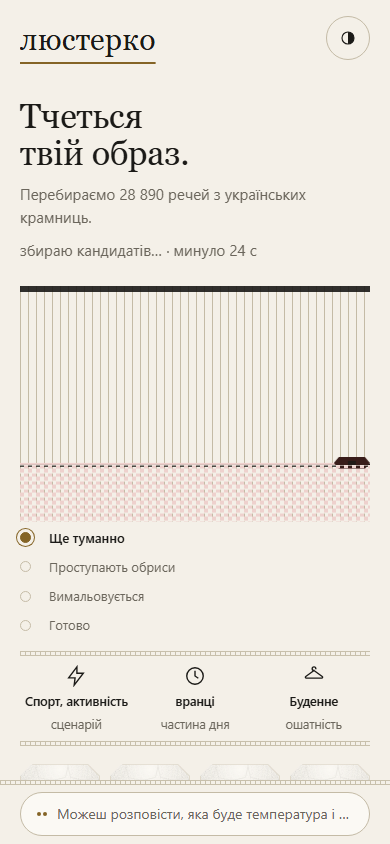 люстерко
Тчеться
твій образ.
Перебираємо 28 890 речей з українських
крамниць.
збираю кандидатів... · минуло 24 с
Ще туманно
Проступають обриси
Вимальовується
Готово
Спорт, активність
вранці
Буденне
сценарій
частина дня
ошатність
Можеш розповісти, яка буде температура і ...